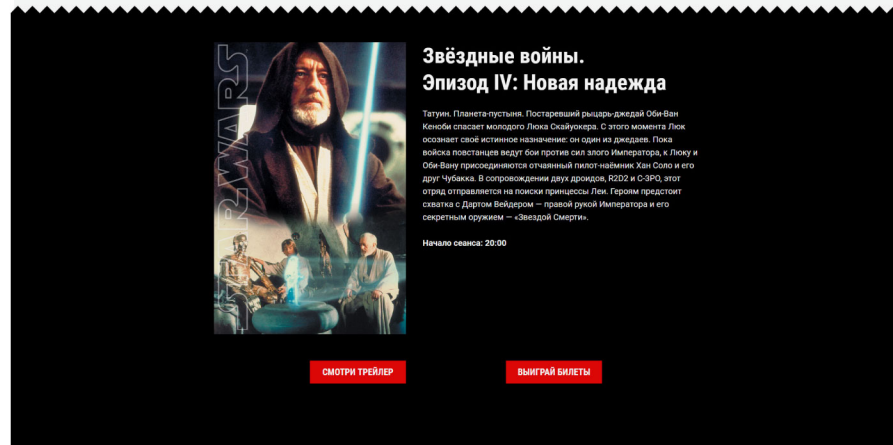 STAR WARS
Звёздные войны.
Эпизод IV: Новая надежда
Татуин. Планета-пустыня. Постаревший рыцарь-джедай Оби-Ван
Кеноби спасает молодого Люка Скайуокера. С этого момента Люк
осознает своё истинное назначение: он один из джедаев. Пока
войска повстанцев ведут бои против сил злого Императора, к Люку и
Оби-Вану присоединяются отчаянный пилот-наёмник Хан Соло и его
друг Чубакка. В сопровождении двух дроидов, R2D2 и C-3PO, этот
отряд отправляется на поиски принцессы Леи. Героям предстоит
схватка с Дартом Вейдером — правой рукой Императора и его
секретным оружием — «Звездой Смерти».
Начало сеанса: 20:00
СМОТРИ ТРЕЙЛЕР
ВЫИГРАЙ БИЛЕТЫ